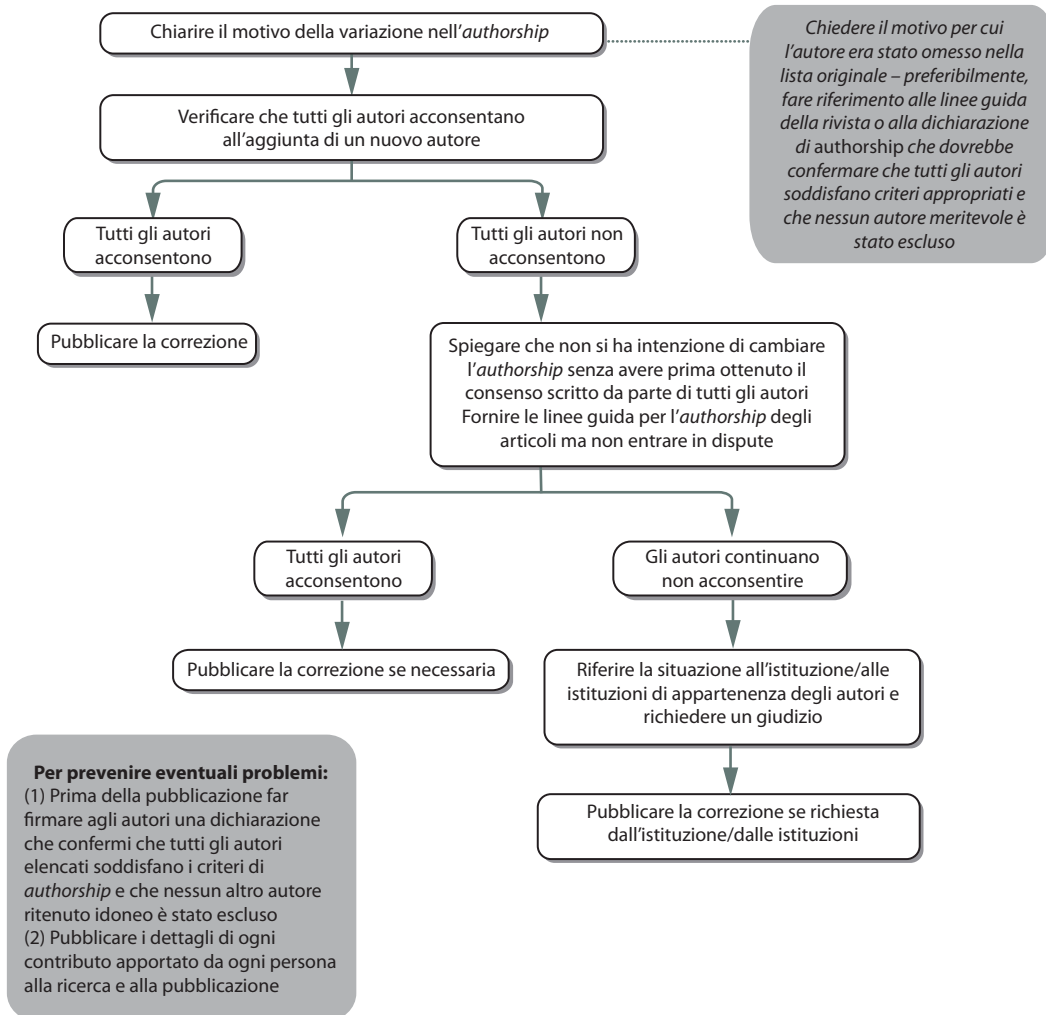 Chiarire il motivo della variazione nell'authorship
Chiedere il motivo per cui
l'autore era stato omesso nella
lista originale – preferibilmente,
fare riferimento alle linee guida
della rivista o alla dichiarazione
di authorship che dovrebbe
confermare che tutti gli autori
soddisfano criteri appropriati e
che nessun autore meritevole è
stato escluso
Verificare che tutti gli autori acconsentano
all'aggiunta di un nuovo autore
Tutti gli autori
acconsentono
Tutti gli autori non
acconsentono
Pubblicare la correzione
Spiegare che non si ha intenzione di cambiare
l'authorship senza avere prima ottenuto il
consenso scritto da parte di tutti gli autori
Fornire le linee guida per l'authorship degli
articoli ma non entrare in dispute
Tutti gli autori
acconsentono
Gli autori continuano
non acconsentire
Pubblicare la correzione se necessaria
Riferire la situazione all'istituzione/alle
istituzioni di appartenenza degli autori e
richiedere un giudizio
Pubblicare la correzione se richiesta
dall'istituzione/dalle istituzioni
Per prevenire eventuali problemi:
(1) Prima della pubblicazione far
firmare agli autori una dichiarazione
che confermi che tutti gli autori
elencati soddisfano i criteri di
authorship e che nessun altro autore
ritenuto idoneo è stato escluso
(2) Pubblicare i dettagli di ogni
contributo apportato da ogni persona
alla ricerca e alla pubblicazione